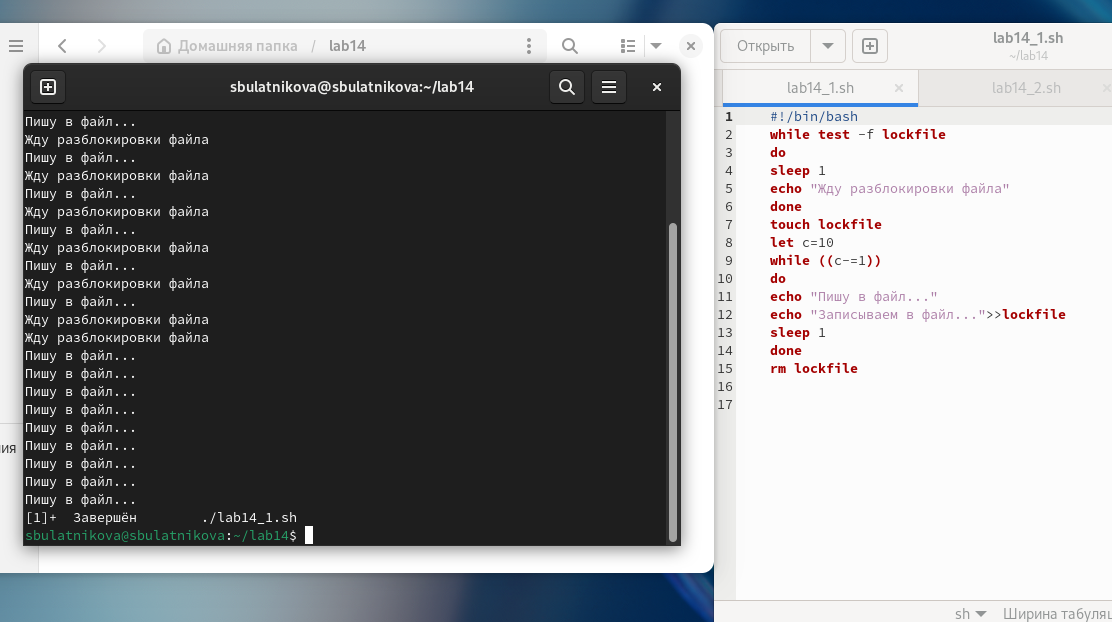 Домашняя папка / lab14
sbulatnikova@sbulatnikova:~/lab14
Пишу в файл...
Жду разблокировки файла
Пишу в файл...
Жду разблокировки файла
Пишу в файл...
Жду разблокировки файла
Пишу в файл...
Жду разблокировки файла
Пишу в файл...
Жду разблокировки файла
Пишу в файл...
Жду разблокировки файла
Жду разблокировки файла
Пишу в файл...
Пишу в файл...
Пишу в файл...
Пишу в файл...
Пишу в файл...
Пишу в файл...
Пишу в файл...
Пишу в файл...
Пишу в файл...
[1]+  Завершён        ./lab14_1.sh
sbulatnikova@sbulatnikova:~/lab14$
ия
Открыть
lab14_1.sh
~/lab14
lab14_1.sh
lab14_2.sh
1 #!/bin/bash
2 while test -f lockfile
3 do
4 sleep 1
5 echo "Жду разблокировки файла"
6 done
7 touch lockfile
8 let c=10
9 while ((c-=1))
10 do
11 echo "Пишу в файл..."
12 echo "Записываем в файл...">>lockfile
13 sleep 1
14 done
15 rm lockfile
16
17
sh
Ширина табуляц